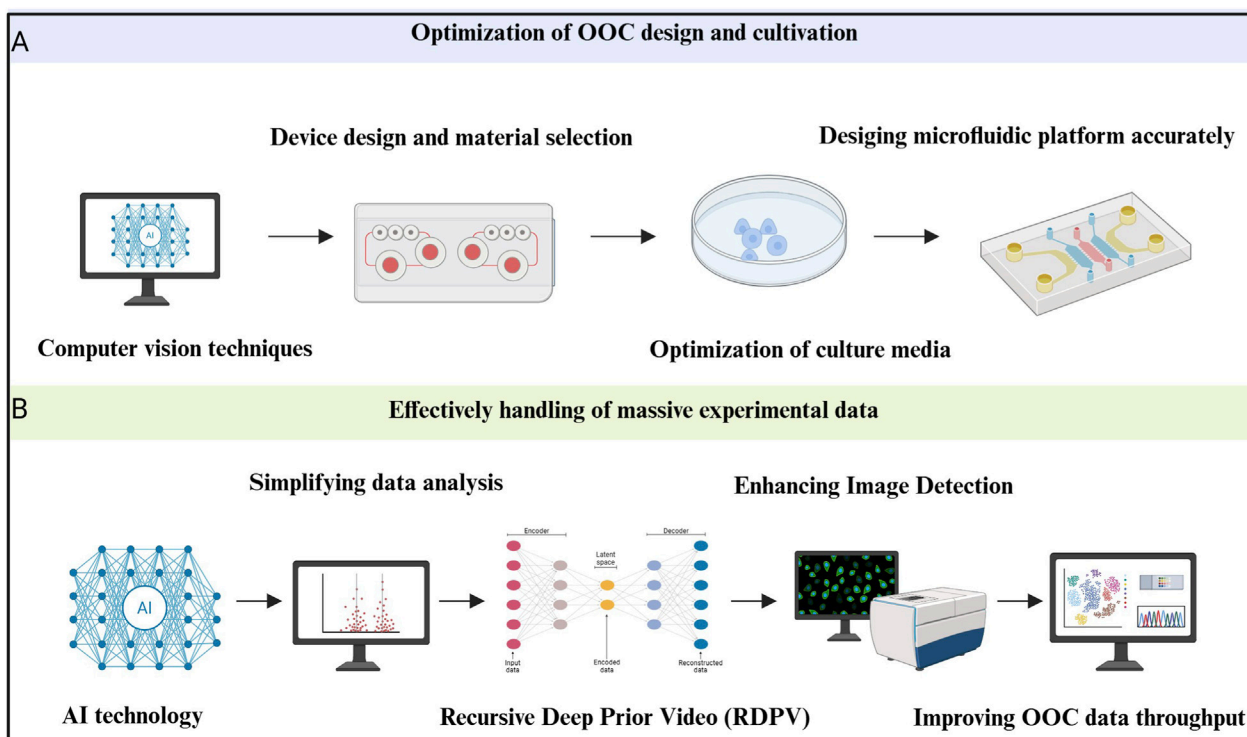 A
Optimization of OOC design and cultivation
Device design and material selection
Desiging microfluidic platform accurately
AI
Computer vision techniques
Optimization of culture media
B
Effectively handling of massive experimental data
Simplifying data analysis
Enhancing Image Detection
Encoder
Decoder
Latent
space
AI
Input
data
Encoded
data
Reconstructed
data
AI technology
Recursive Deep Prior Video (RDPV)
Improving OOC data throughput